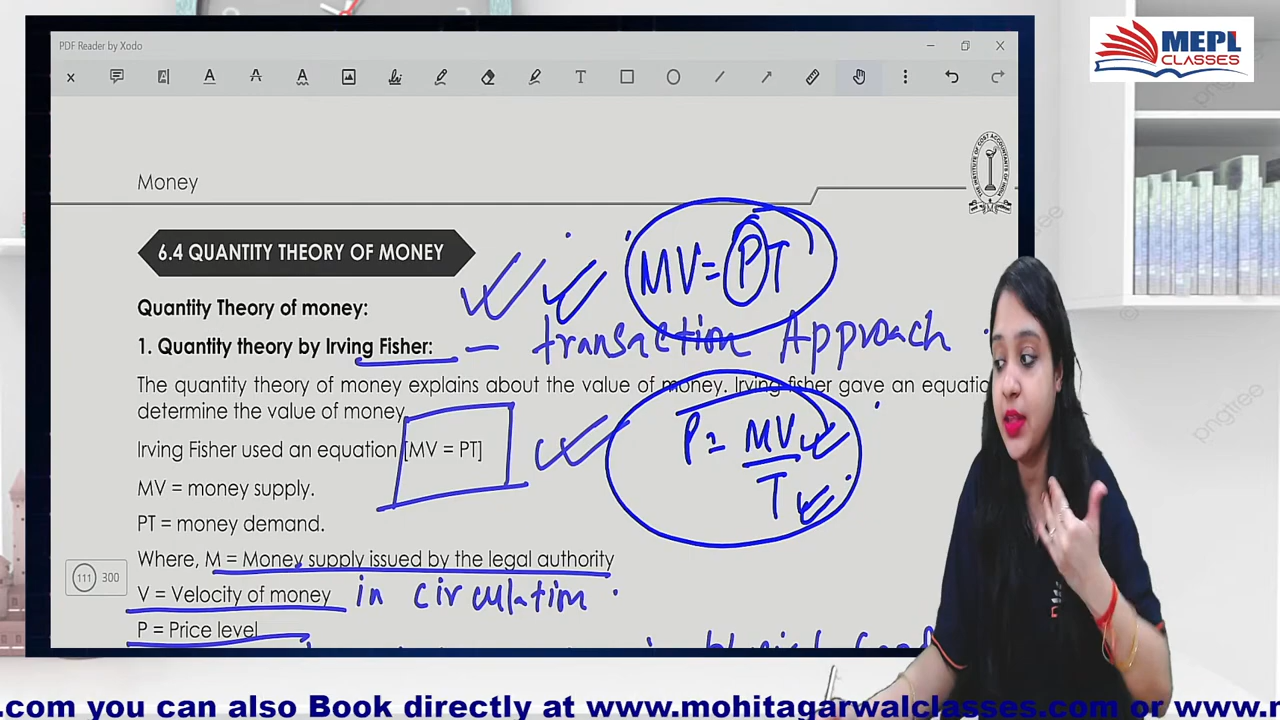 PDF Reader by Xodo
MEPL
CLASSES
Money
6.4 QUANTITY THEORY OF MONEY
MV = PT
Quantity Theory of money:
1. Quantity theory by Irving Fisher: - transaction Approach
The quantity theory of money explains about the value of money. Irving fisher gave an equatio
determine the value of money
P = MV
T
Irving Fisher used an equation [MV = PT]
MV = money supply.
PT = money demand.
Where, M = Money supply issued by the legal authority
111 300
V = Velocity of money in circulation
P = Price level
.com you can also Book directly at www.mohitagarwalclasses.com or www.
pngtree